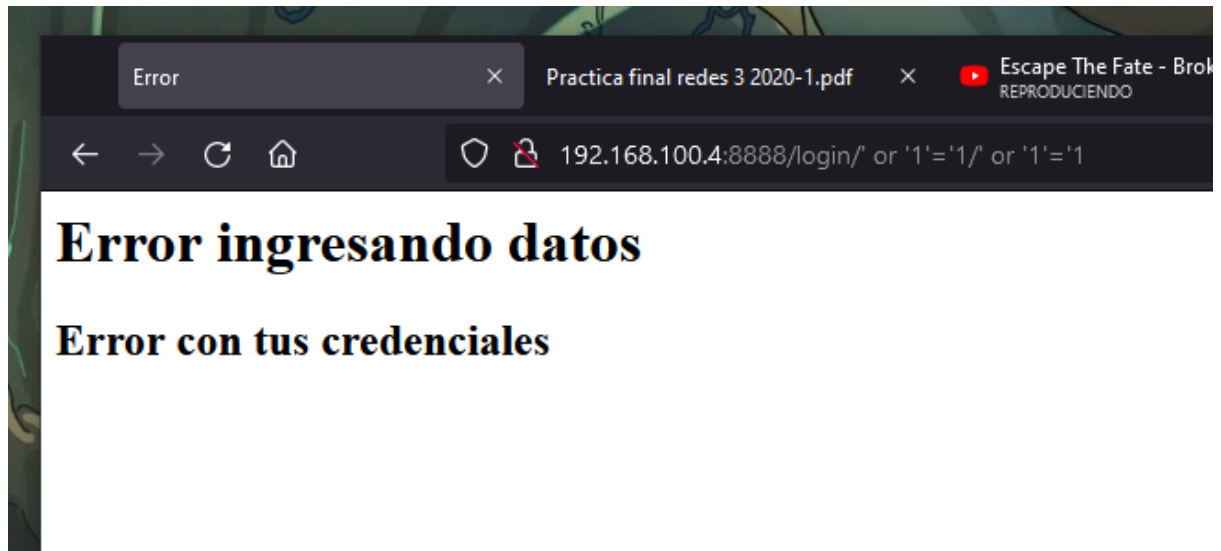 Error
Practica final redes 3 2020-1.pdf
Escape The Fate - Brok
REPRODUCIENDO
192.168.100.4:8888/login/' or '1'='1/' or '1'='1
Error ingresando datos
Error con tus credenciales